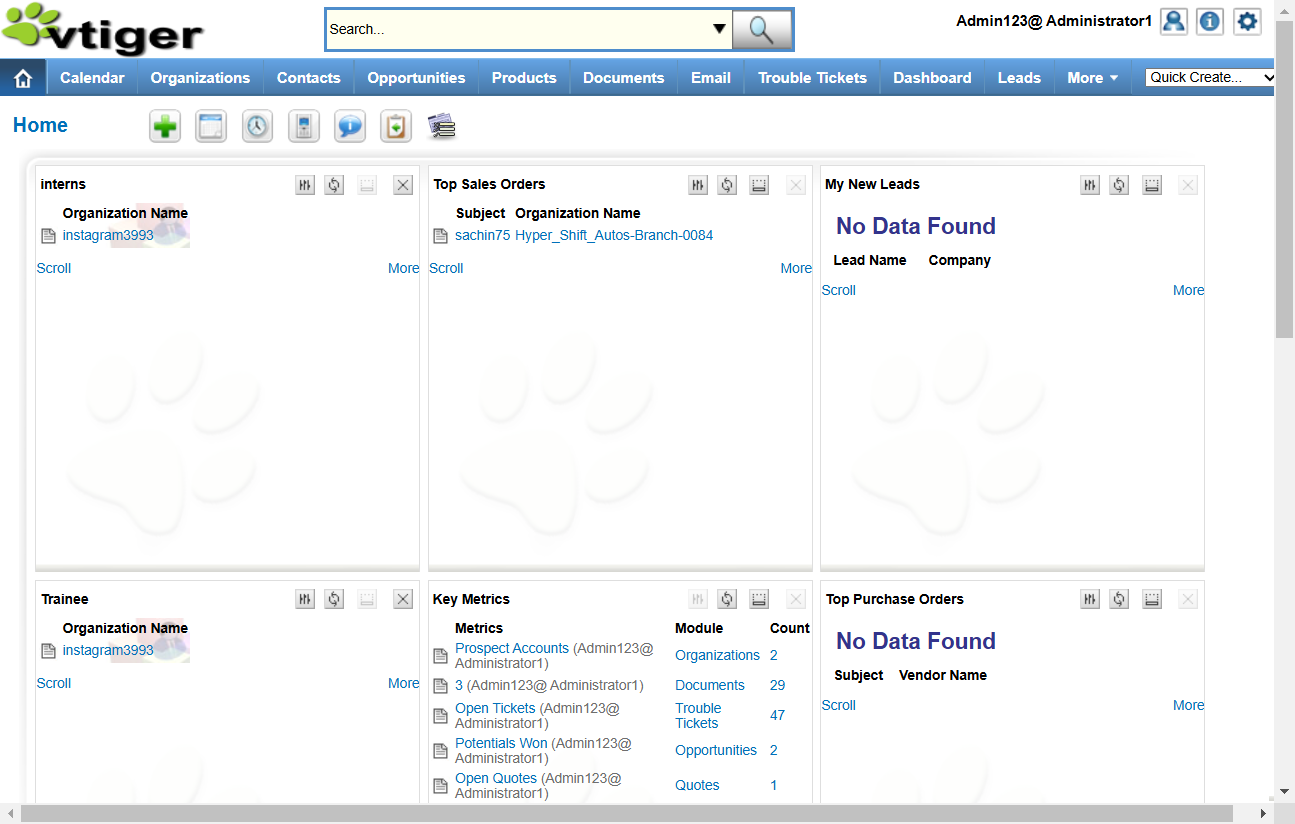 vtiger
Search...
Admin123@ Administrator1
Calendar Organizations Contacts Opportunities Products Documents Email Trouble Tickets Dashboard Leads More Quick Create...
Home
interns
Organization Name
instagram3993
Scroll More
Top Sales Orders
Subject Organization Name
sachin75 Hyper_Shift_Autos-Branch-0084
Scroll More
My New Leads
No Data Found
Lead Name Company
Scroll More
Trainee
Organization Name
instagram3993
Scroll More
Key Metrics
Metrics Module Count
Prospect Accounts (Admin123@ Administrator1) Organizations 2
3 (Admin123@ Administrator1) Documents 29
Open Tickets (Admin123@ Administrator1) Trouble Tickets 47
Potentials Won (Admin123@ Administrator1) Opportunities 2
Open Quotes (Admin123@ Administrator1) Quotes 1
Top Purchase Orders
No Data Found
Subject Vendor Name
Scroll More